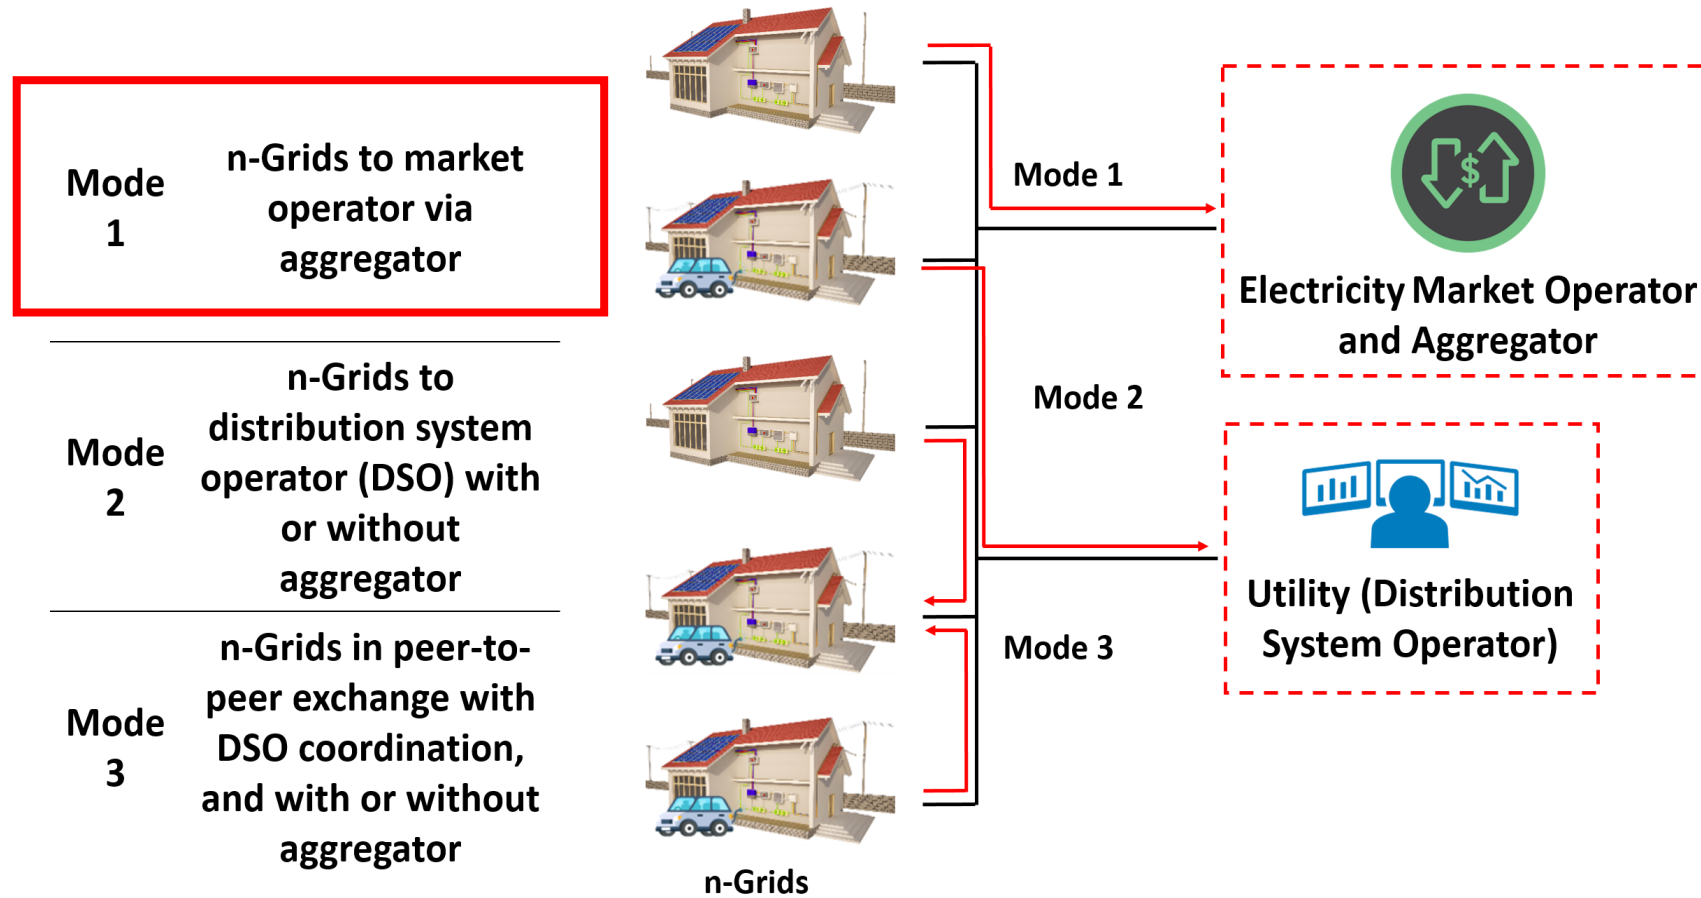 Mode
1
n-Grids to market
operator via
aggregator
Mode
2
n-Grids to
distribution system
operator (DSO) with
or without
aggregator
Mode
3
n-Grids in peer-to-
peer exchange with
DSO coordination,
and with or without
aggregator
n-Grids
Mode 1
Mode 2
Mode 3
$
Electricity Market Operator
and Aggregator
Utility (Distribution
System Operator)